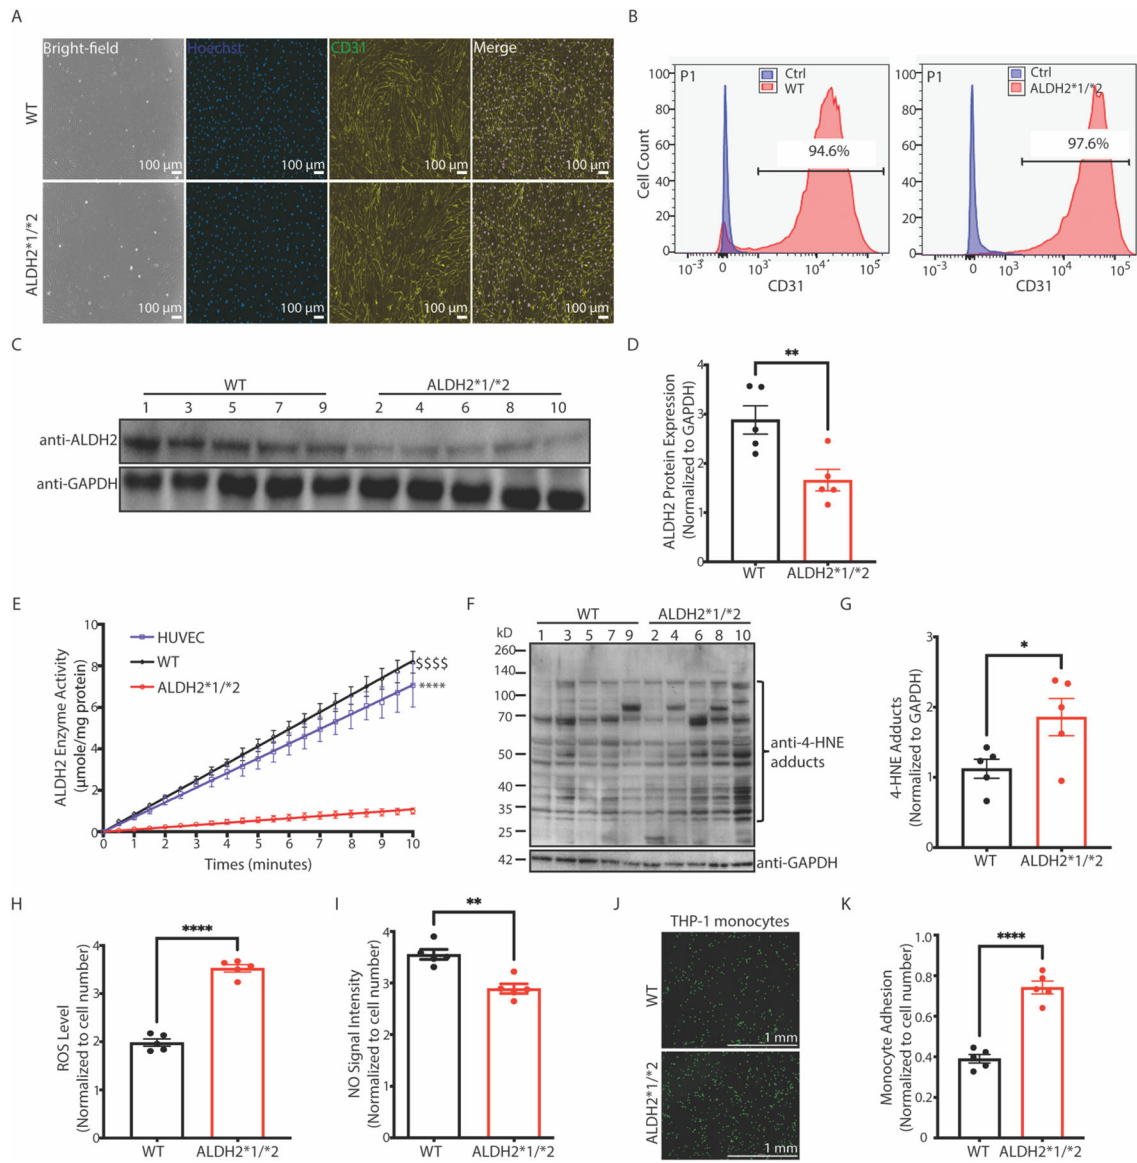 A
Bright-field
Hoechst
CD31
Merge
WT
100 µm
100 µm
100 µm
100 µm
ALDH2*1/*2
100 µm
100 µm
100 µm
100 µm
B
P1
Ctrl
WT
94.6%
Cell Count
100
80
60
40
20
0
10-3 0 103 104 105
CD31
P1
Ctrl
ALDH2*1/*2
97.6%
100
80
60
40
20
0
10-3 0 103 104 105
CD31
C
WT ALDH2*1/*2
1 3 5 7 9 2 4 6 8 10
anti-ALDH2
anti-GAPDH
D
**
ALDH2 Protein Expression
(Normalized to GAPDH)
4
3
2
1
0
WT ALDH2*1/*2
E
HUVEC
WT
ALDH2*1/*2
$$$$
****
ALDH2 Enzyme Activity
(µmole/mg protein)
10
8
6
4
2
0
0 1 2 3 4 5 6 7 8 9 10
Times (minutes)
F
WT ALDH2*1/*2
kD 1 3 5 7 9 2 4 6 8 10
260
140
100
70
50
40
35
25
42
anti-4-HNE
adducts
anti-GAPDH
G
*
4-HNE Adducts
(Normalized to GAPDH)
3
2
1
0
WT ALDH2*1/*2
H
****
ROS Level
(Normalized to cell number)
4
3
2
1
0
WT ALDH2*1/*2
I
**
NO Signal Intensity
(Normalized to cell number)
4
3
2
1
0
WT ALDH2*1/*2
J
THP-1 monocytes
WT
1 mm
ALDH2*1/*2
1 mm
K
****
Monocyte Adhesion
(Normalized to cell number)
1.0
0.8
0.6
0.4
0.2
0.0
WT ALDH2*1/*2